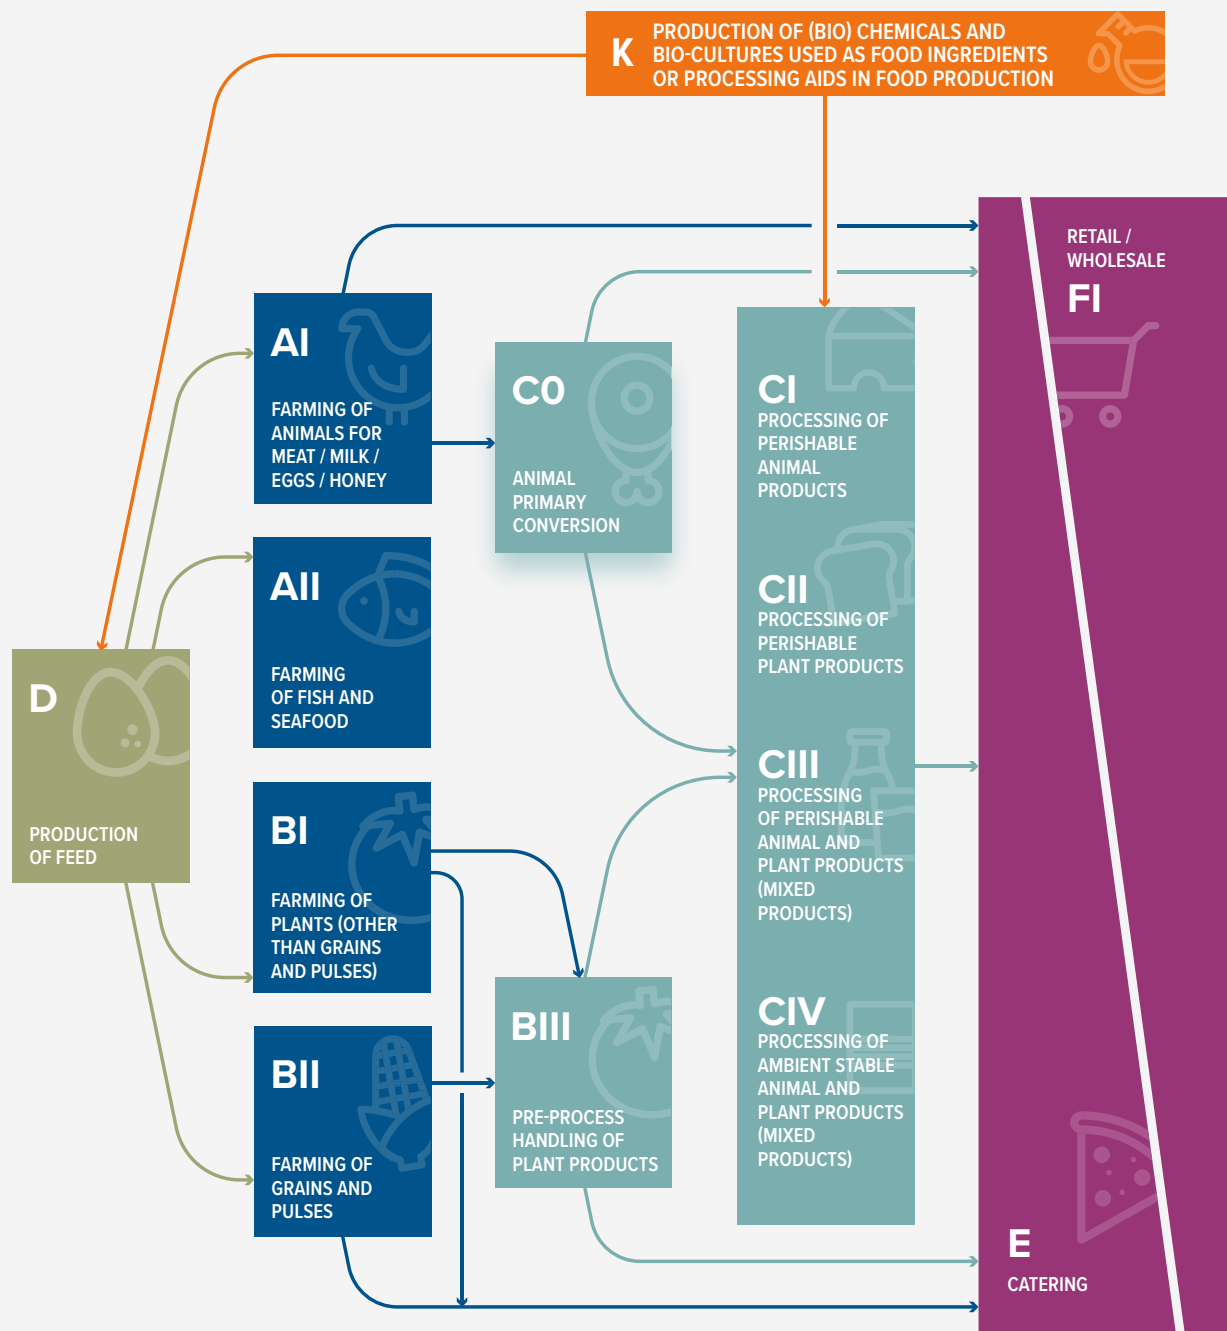 K
PRODUCTION OF (BIO) CHEMICALS AND
BIO-CULTURES USED AS FOOD INGREDIENTS
OR PROCESSING AIDS IN FOOD PRODUCTION
RETAIL /
WHOLESALE
FI
AI
FARMING OF
ANIMALS FOR
MEAT / MILK /
EGGS / HONEY
C0
ANIMAL
PRIMARY
CONVERSION
CI
PROCESSING OF
PERISHABLE
ANIMAL
PRODUCTS
AII
FARMING
OF FISH AND
SEAFOOD
CII
PROCESSING OF
PERISHABLE
PLANT PRODUCTS
D
PRODUCTION
OF FEED
BI
FARMING OF
PLANTS (OTHER
THAN GRAINS
AND PULSES)
CIII
PROCESSING
OF PERISHABLE
ANIMAL AND
PLANT PRODUCTS
(MIXED
PRODUCTS)
BII
FARMING OF
GRAINS AND
PULSES
BIII
PRE-PROCESS
HANDLING OF
PLANT PRODUCTS
CIV
PROCESSING OF
AMBIENT STABLE
ANIMAL AND
PLANT PRODUCTS
(MIXED
PRODUCTS)
E
CATERING